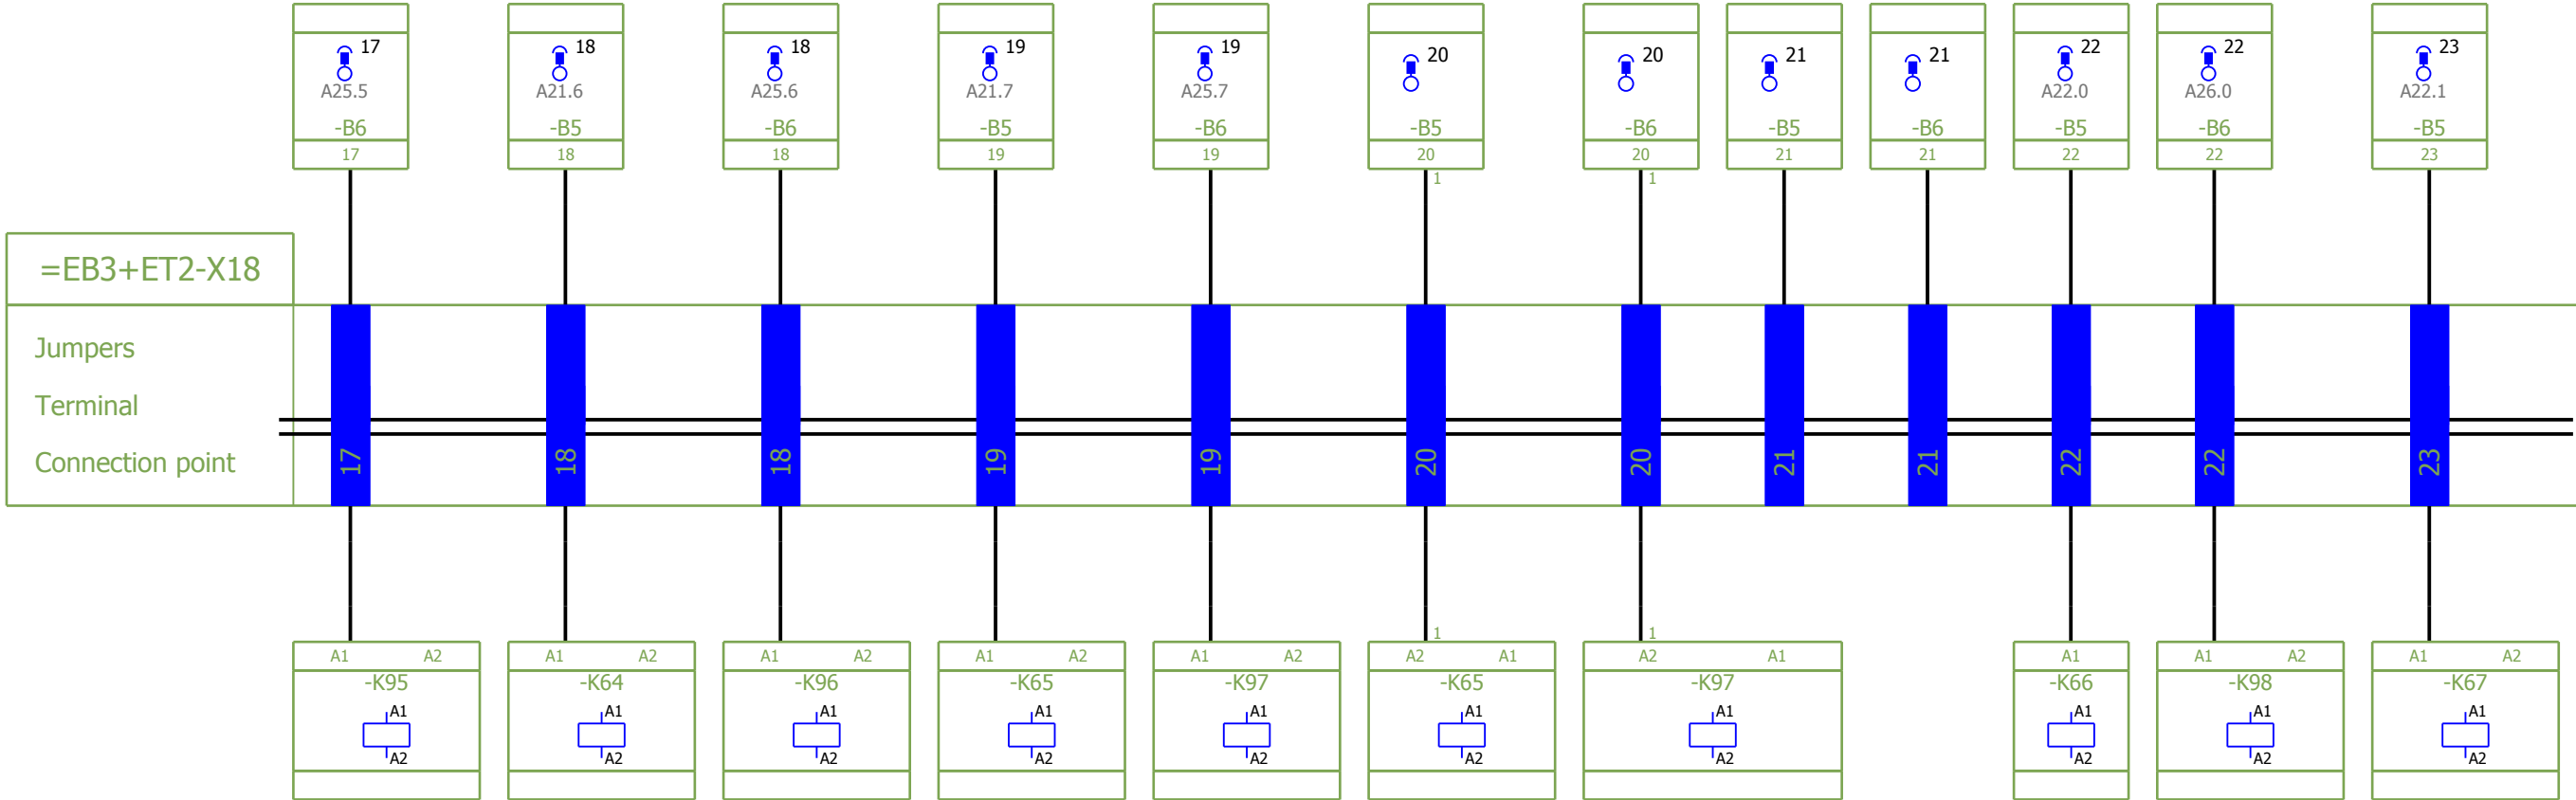 17 18 18 19 19 20 20 21 21 22 22 23
A25.5 A21.6 A25.6 A21.7 A25.7 A22.0 A26.0 A22.1
-B6 -B5 -B6 -B5 -B6 -B5 -B6 -B5 -B6 -B5 -B6 -B5
17 18 18 19 19 20 20 21 21 22 22 23
1 1
=EB3+ET2-X18
Jumpers
Terminal
Connection point
17 18 18 19 19 20 20 21 21 22 22 23
1 1
A1 A2 A1 A2 A1 A2 A1 A2 A1 A2 A2 A1 A2 A1 A1 A1 A2 A1 A2
-K95 -K64 -K96 -K65 -K97 -K65 -K97 -K66 -K98 -K67
A1 A1 A1 A1 A1 A1 A1 A1 A1 A1
A2 A2 A2 A2 A2 A2 A2 A2 A2 A2